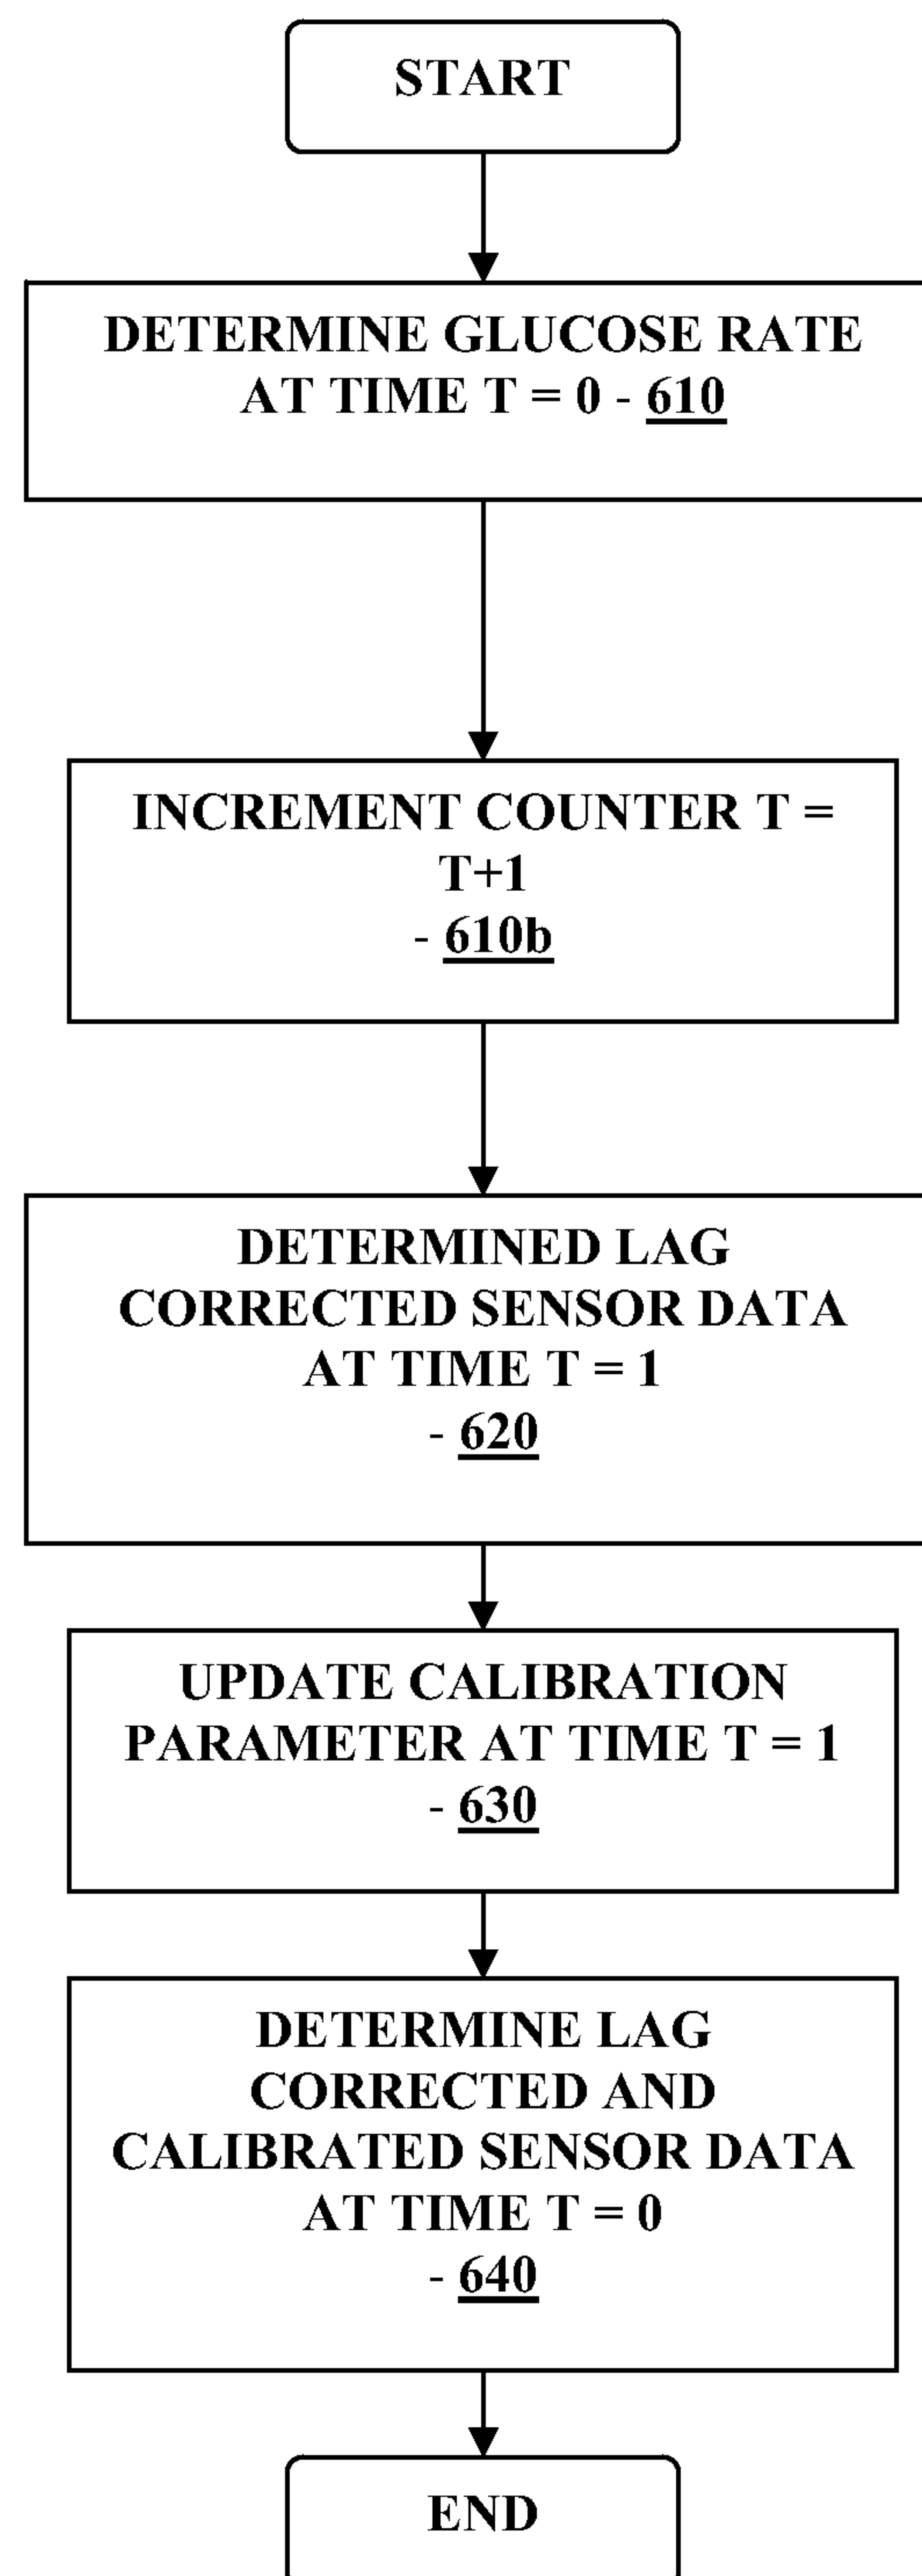 START
DETERMINE GLUCOSE RATE
AT TIME T = 0 - 610
INCREMENT COUNTER T =
T+1
- 610b
DETERMINED LAG
CORRECTED SENSOR DATA
AT TIME T = 1
- 620
UPDATE CALIBRATION
PARAMETER AT TIME T = 1
- 630
DETERMINE LAG
CORRECTED AND
CALIBRATED SENSOR DATA
AT TIME T = 0
- 640
END